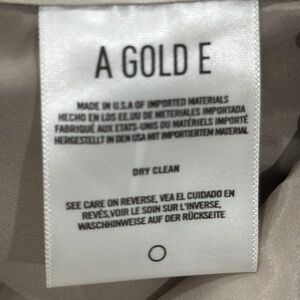 A GOLD E
MADE IN U.S.A OF IMPORTED MATERIALS
HECHO EN LOS EE.UU DE METERIALES IMPORTADA
FABRIQUÉ AUX ETATS-UNIS DU MATÉRIELS IMPORTÉ
HERGESTELLT IN DEN USA MIT IMPORTIERTEM MATERIAL
DRY CLEAN
SEE CARE ON REVERSE, VEA EL CUIDADO EN
REVÉS, VOIR LE SOIN SUR L'INVERSE,
WASCHHINWEISE AUF DER RÜCKSEITE